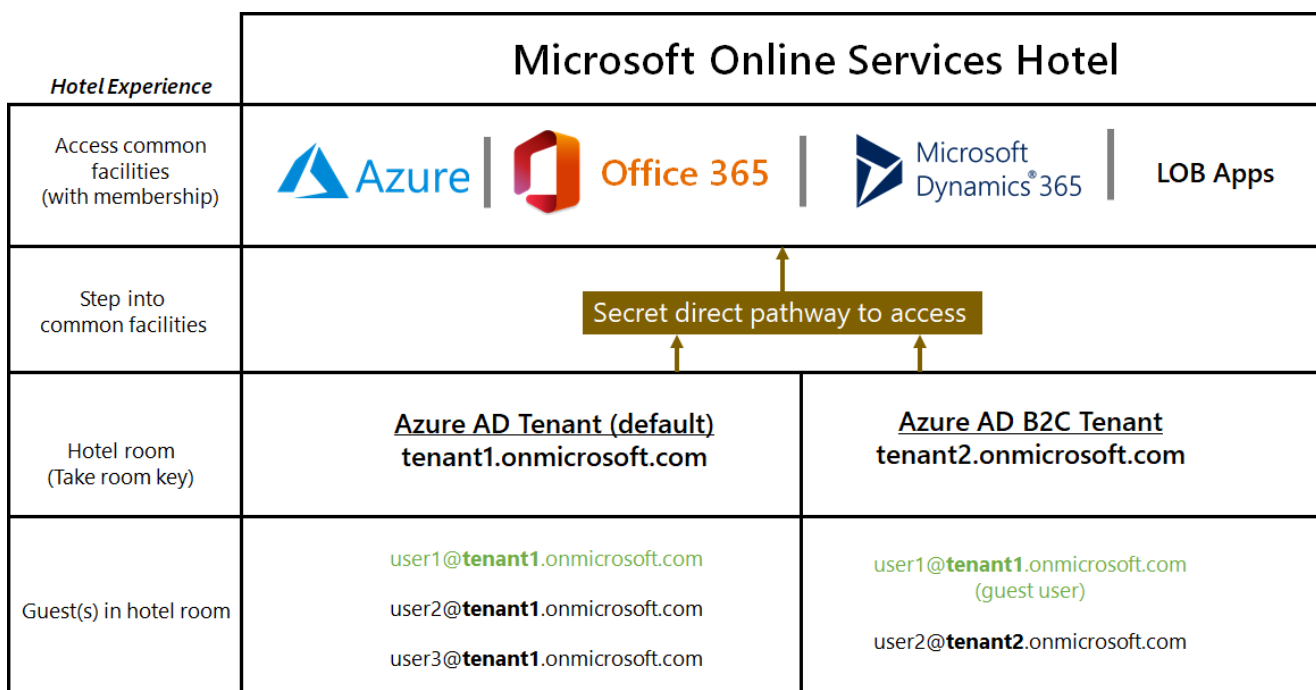 Hotel Experience
Microsoft Online Services Hotel
Access common
facilities
(with membership)
Azure
Office 365
Microsoft
Dynamics®365
LOB Apps
Step into
common facilities
Secret direct pathway to access
Hotel room
(Take room key)
Azure AD Tenant (default)
tenant1.onmicrosoft.com
Azure AD B2C Tenant
tenant2.onmicrosoft.com
Guest(s) in hotel room
user1@tenant1.onmicrosoft.com
user2@tenant1.onmicrosoft.com
user3@tenant1.onmicrosoft.com
user1@tenant1.onmicrosoft.com
(guest user)
user2@tenant2.onmicrosoft.com